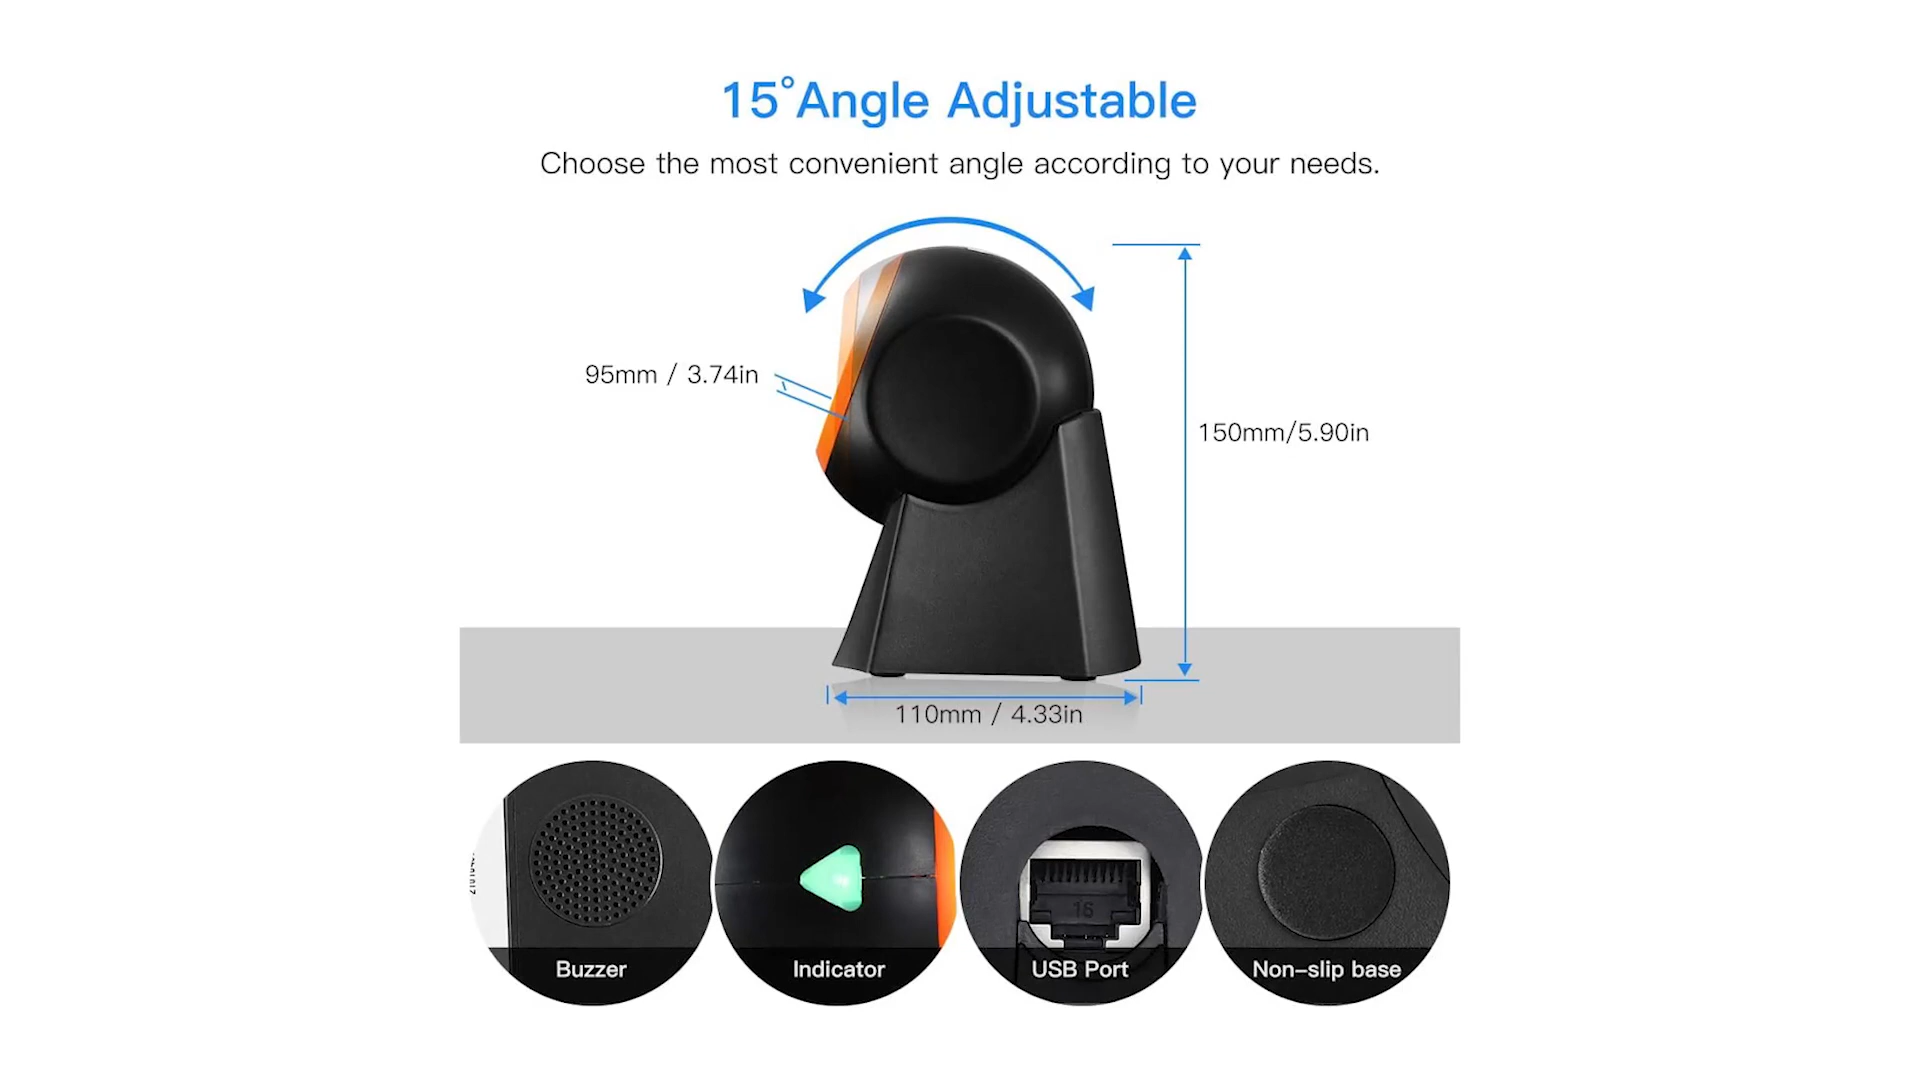 15°Angle Adjustable
Choose the most convenient angle according to your needs.
95mm / 3.74in
150mm/5.90in
110mm / 4.33in
16
Buzzer
Indicator
USB Port
Non-slip base